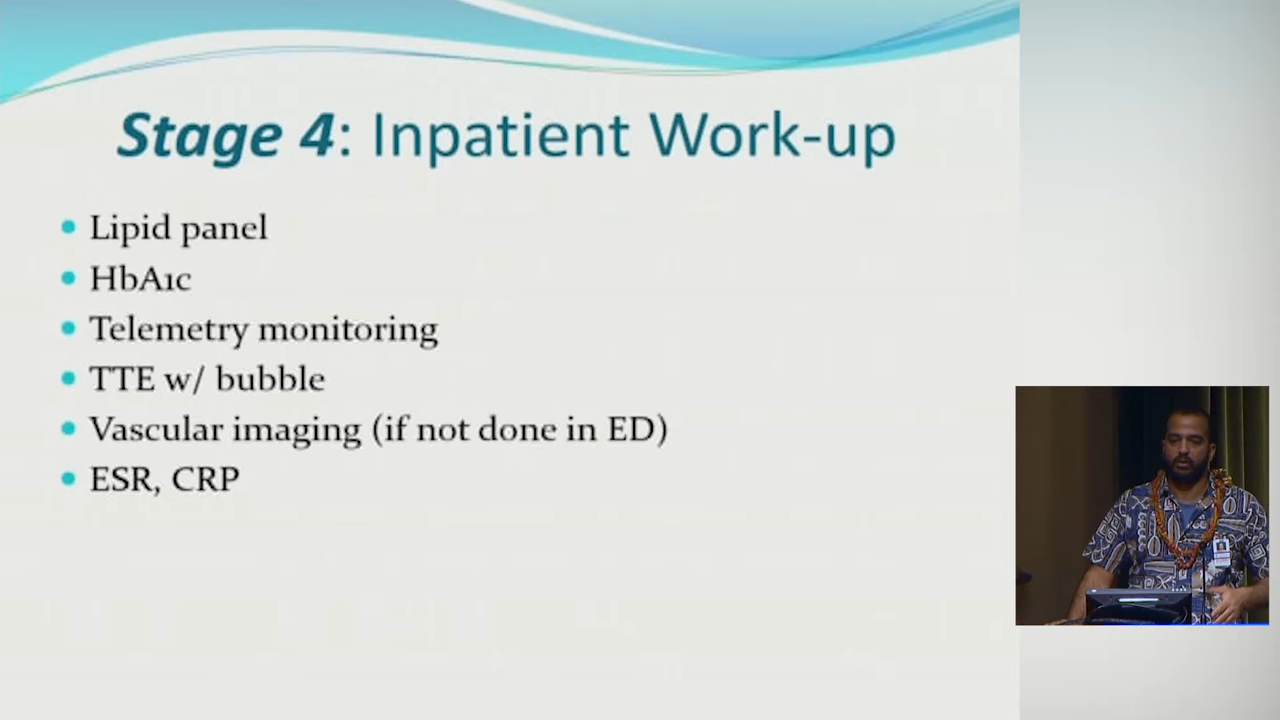 Stage 4: Inpatient Work-up
Lipid panel
HbA1c
Telemetry monitoring
TTE w/ bubble
Vascular imaging (if not done in ED)
ESR, CRP